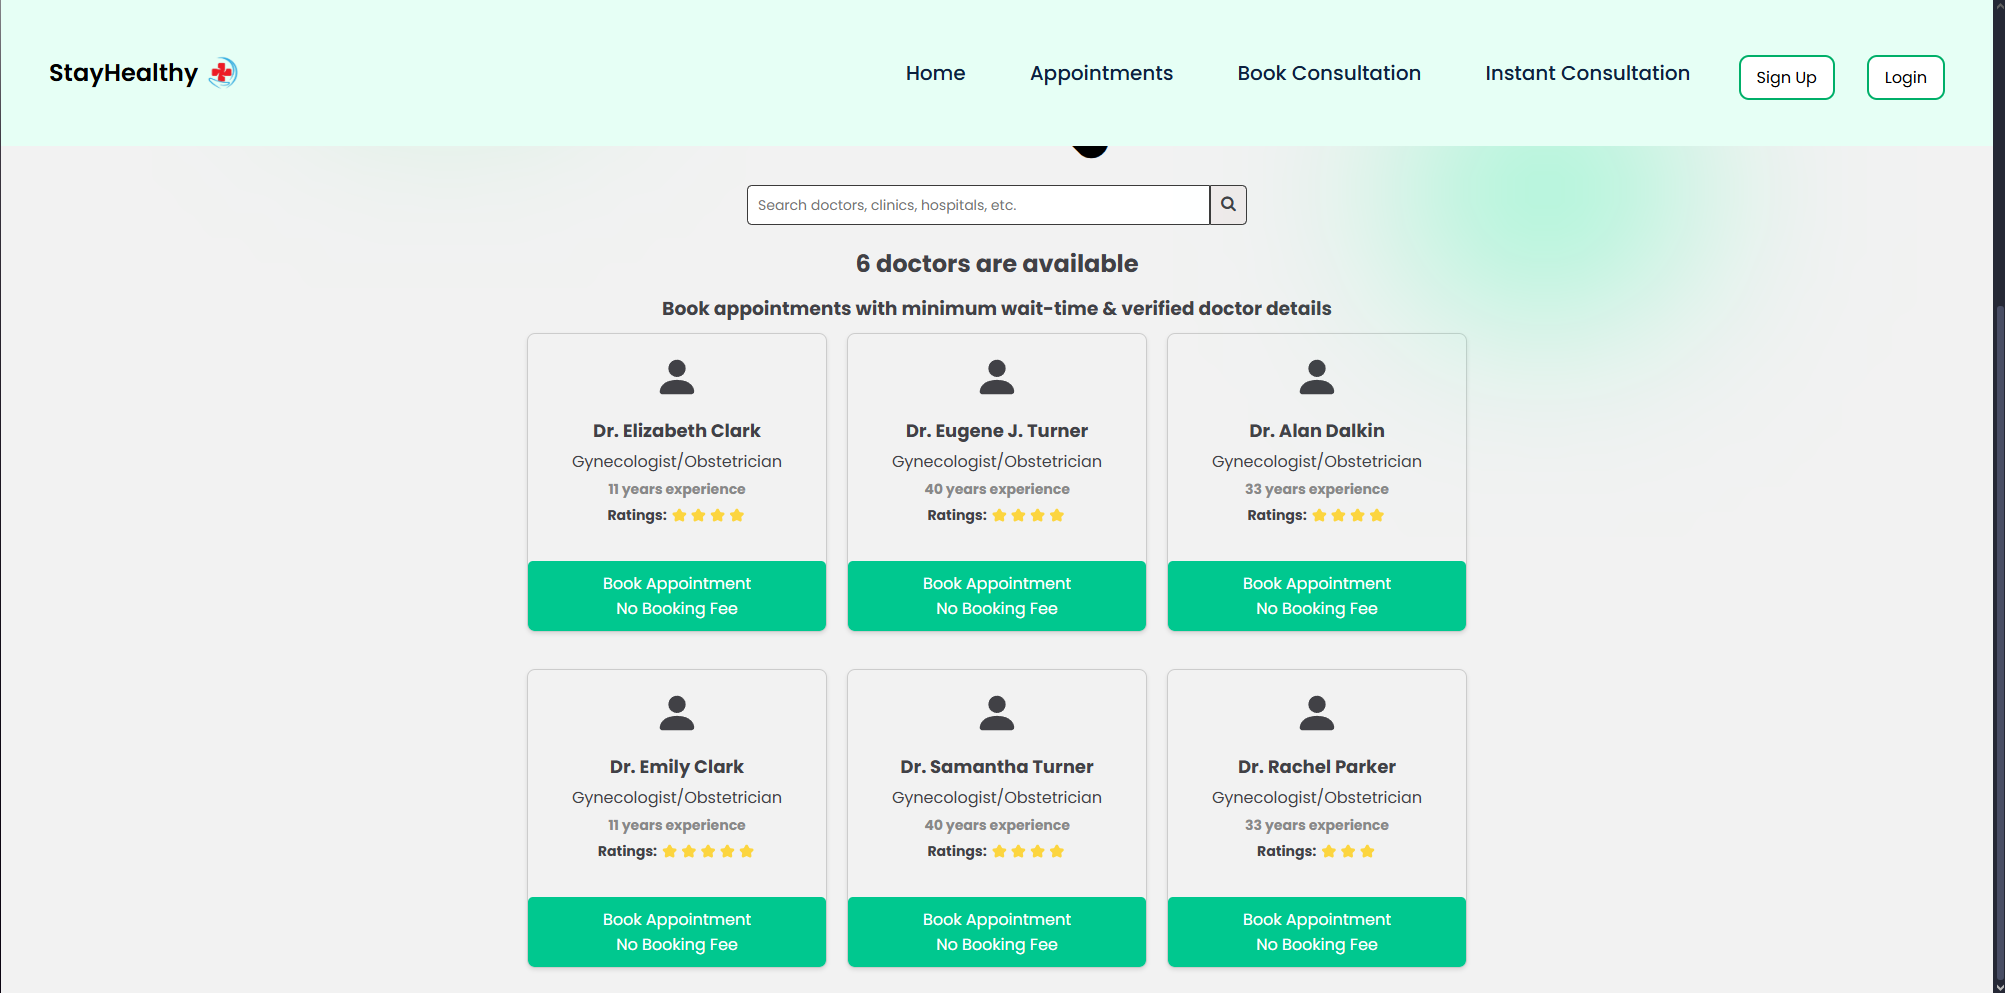 StayHealthy
Home Appointments Book Consultation Instant Consultation Sign Up Login
Search doctors, clinics, hospitals, etc.
6 doctors are available
Book appointments with minimum wait-time & verified doctor details
Dr. Elizabeth Clark
Gynecologist/Obstetrician
11 years experience
Ratings:
Book Appointment
No Booking Fee
Dr. Eugene J. Turner
Gynecologist/Obstetrician
40 years experience
Ratings:
Book Appointment
No Booking Fee
Dr. Alan Dalkin
Gynecologist/Obstetrician
33 years experience
Ratings:
Book Appointment
No Booking Fee
Dr. Emily Clark
Gynecologist/Obstetrician
11 years experience
Ratings:
Book Appointment
No Booking Fee
Dr. Samantha Turner
Gynecologist/Obstetrician
40 years experience
Ratings:
Book Appointment
No Booking Fee
Dr. Rachel Parker
Gynecologist/Obstetrician
33 years experience
Ratings:
Book Appointment
No Booking Fee